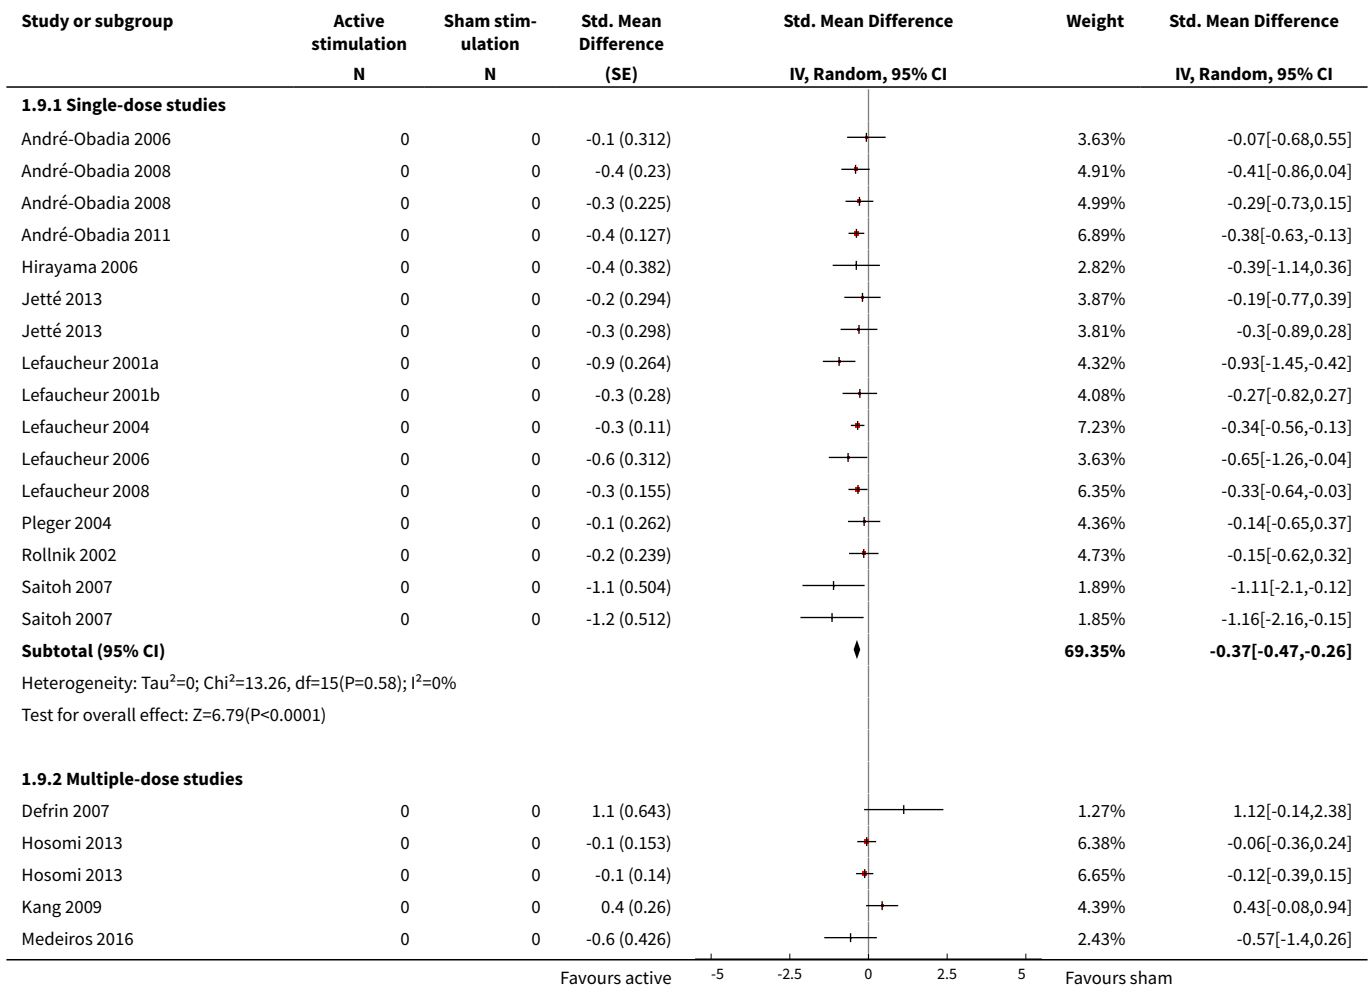 Study or subgroup Active stimulation Sham stim-ulation Std. Mean Difference Std. Mean Difference Weight Std. Mean Difference
N N (SE) IV, Random, 95% CI IV, Random, 95% CI
1.9.1 Single-dose studies
André-Obadia 2006 0 0 -0.1 (0.312) 3.63% -0.07[-0.68,0.55]
André-Obadia 2008 0 0 -0.4 (0.23) 4.91% -0.41[-0.86,0.04]
André-Obadia 2008 0 0 -0.3 (0.225) 4.99% -0.29[-0.73,0.15]
André-Obadia 2011 0 0 -0.4 (0.127) 6.89% -0.38[-0.63,-0.13]
Hirayama 2006 0 0 -0.4 (0.382) 2.82% -0.39[-1.14,0.36]
Jetté 2013 0 0 -0.2 (0.294) 3.87% -0.19[-0.77,0.39]
Jetté 2013 0 0 -0.3 (0.298) 3.81% -0.3[-0.89,0.28]
Lefaucheur 2001a 0 0 -0.9 (0.264) 4.32% -0.93[-1.45,-0.42]
Lefaucheur 2001b 0 0 -0.3 (0.28) 4.08% -0.27[-0.82,0.27]
Lefaucheur 2004 0 0 -0.3 (0.11) 7.23% -0.34[-0.56,-0.13]
Lefaucheur 2006 0 0 -0.6 (0.312) 3.63% -0.65[-1.26,-0.04]
Lefaucheur 2008 0 0 -0.3 (0.155) 6.35% -0.33[-0.64,-0.03]
Pleger 2004 0 0 -0.1 (0.262) 4.36% -0.14[-0.65,0.37]
Rollnik 2002 0 0 -0.2 (0.239) 4.73% -0.15[-0.62,0.32]
Saitoh 2007 0 0 -1.1 (0.504) 1.89% -1.11[-2.1,-0.12]
Saitoh 2007 0 0 -1.2 (0.512) 1.85% -1.16[-2.16,-0.15]
Subtotal (95% CI) 69.35% -0.37[-0.47,-0.26]
Heterogeneity: Tau²=0; Chi²=13.26, df=15(P=0.58); I²=0%
Test for overall effect: Z=6.79(P<0.0001)
1.9.2 Multiple-dose studies
Defrin 2007 0 0 1.1 (0.643) 1.27% 1.12[-0.14,2.38]
Hosomi 2013 0 0 -0.1 (0.153) 6.38% -0.06[-0.36,0.24]
Hosomi 2013 0 0 -0.1 (0.14) 6.65% -0.12[-0.39,0.15]
Kang 2009 0 0 0.4 (0.26) 4.39% 0.43[-0.08,0.94]
Medeiros 2016 0 0 -0.6 (0.426) 2.43% -0.57[-1.4,0.26]
Favours active -5 -2.5 0 2.5 5 Favours sham